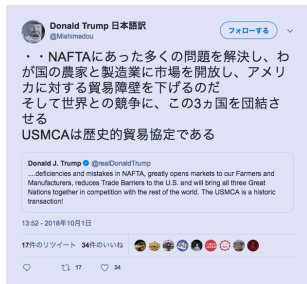 Donald Trump 日本語訳
@Mishimadou
フォローする
・・NAFTAにあった多くの問題を解決し、わ
が国の農家と製造業に市場を開放し、アメリ
カに対する貿易障壁を下げるのだ
そして世界との競争に、この3ヵ国を団結さ
せる
USMCAは歴史的貿易協定である
Donald J. Trump @realDonaldTrump
....deficiencies and mistakes in NAFTA, greatly opens markets to our Farmers and
Manufacturers, reduces Trade Barriers to the U.S. and will bring all three Great
Nations together in competition with the rest of the world. The USMCA is a historic
transaction!
13:52 - 2018年10月1日
17件のリツイート 34件のいいね
17 34